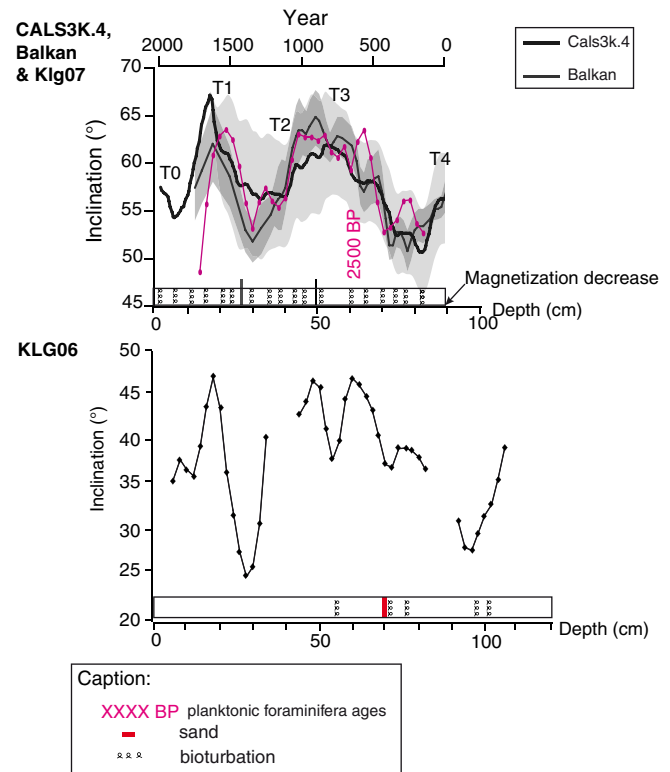 CALS3K.4,
Balkan
& Klg07
Year
2000 1500 1000 500 0
Cals3k.4
Balkan
Inclination (°)
70
65
60
55
50
45
T0
T1
T2
T3
T4
2500 BP
Magnetization decrease
0 50 100
Depth (cm)
KLG06
Inclination (°)
50
45
40
35
30
25
20
0 50 100
Depth (cm)
Caption:
XXXX BP planktonic foraminifera ages
sand
bioturbation